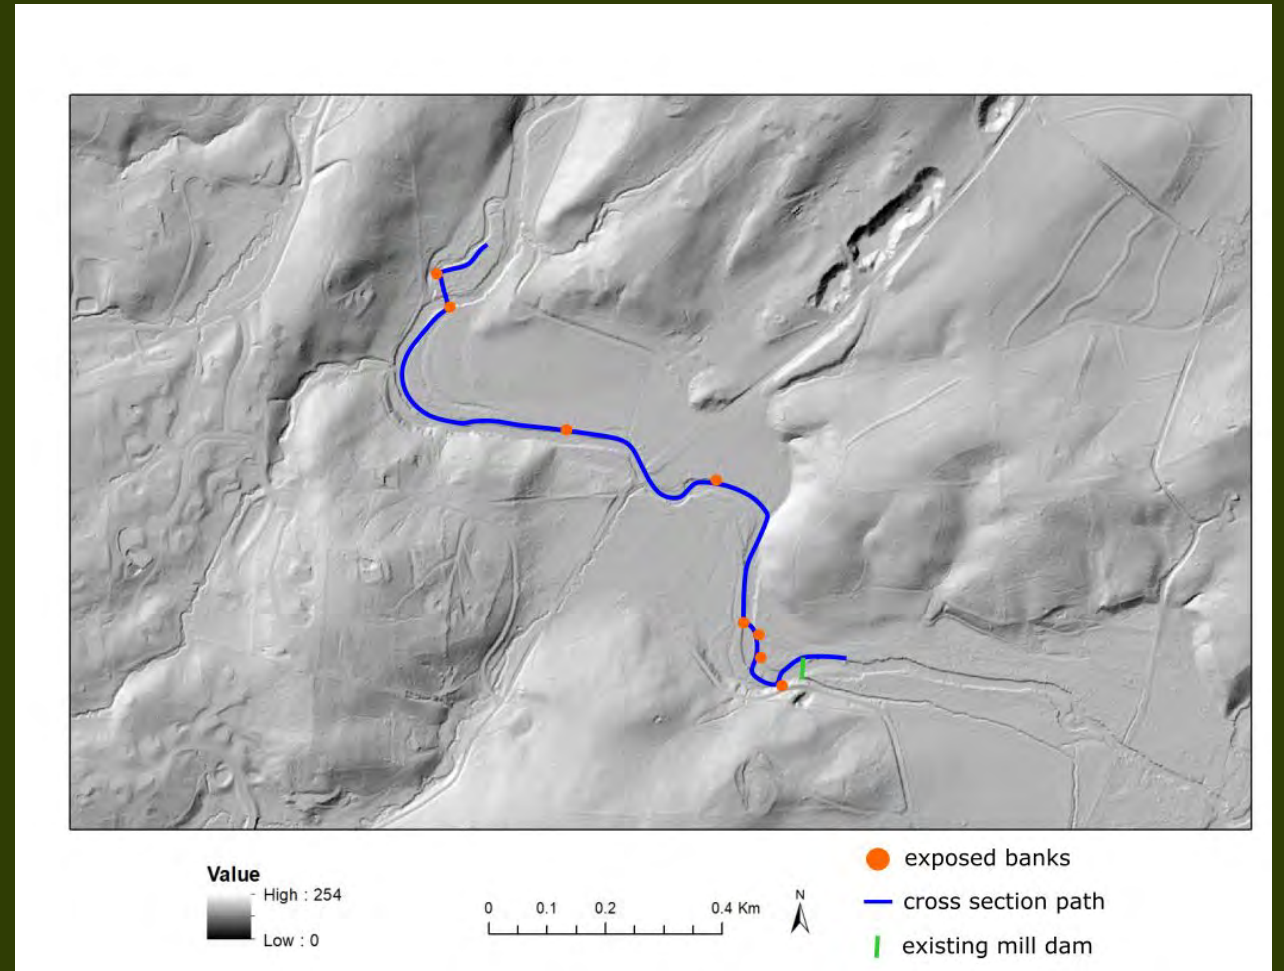 Value
High : 254
Low : 0
0 0.1 0.2 0.4 Km
N
exposed banks
cross section path
existing mill dam